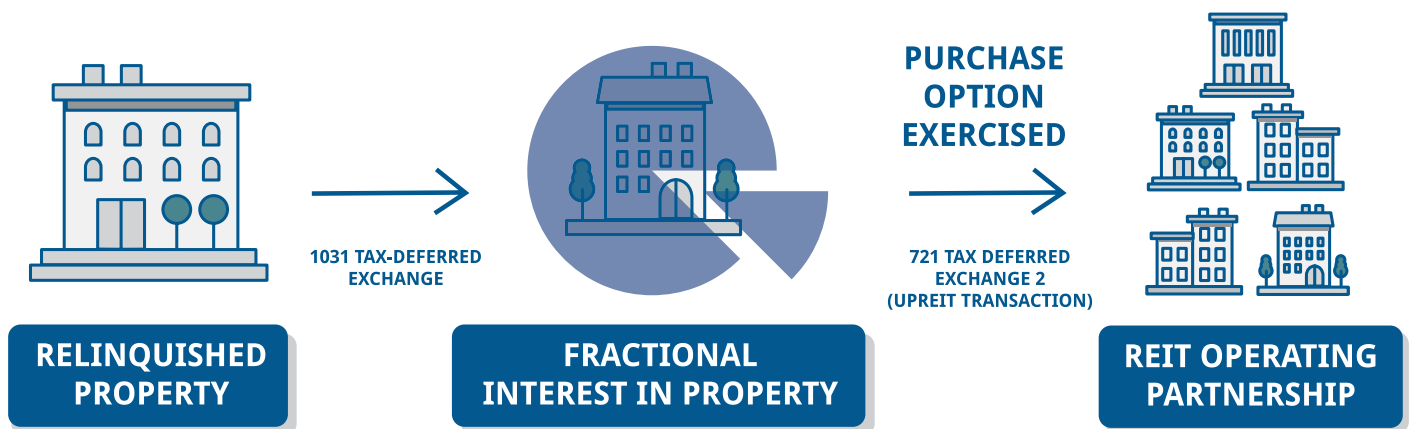 PURCHASE
OPTION
EXERCISED
1031 TAX-DEFERRED
EXCHANGE
721 TAX DEFERRED
EXCHANGE 2
(UPREIT TRANSACTION)
RELINQUISHED
PROPERTY
FRACTIONAL
INTEREST IN PROPERTY
REIT OPERATING
PARTNERSHIP